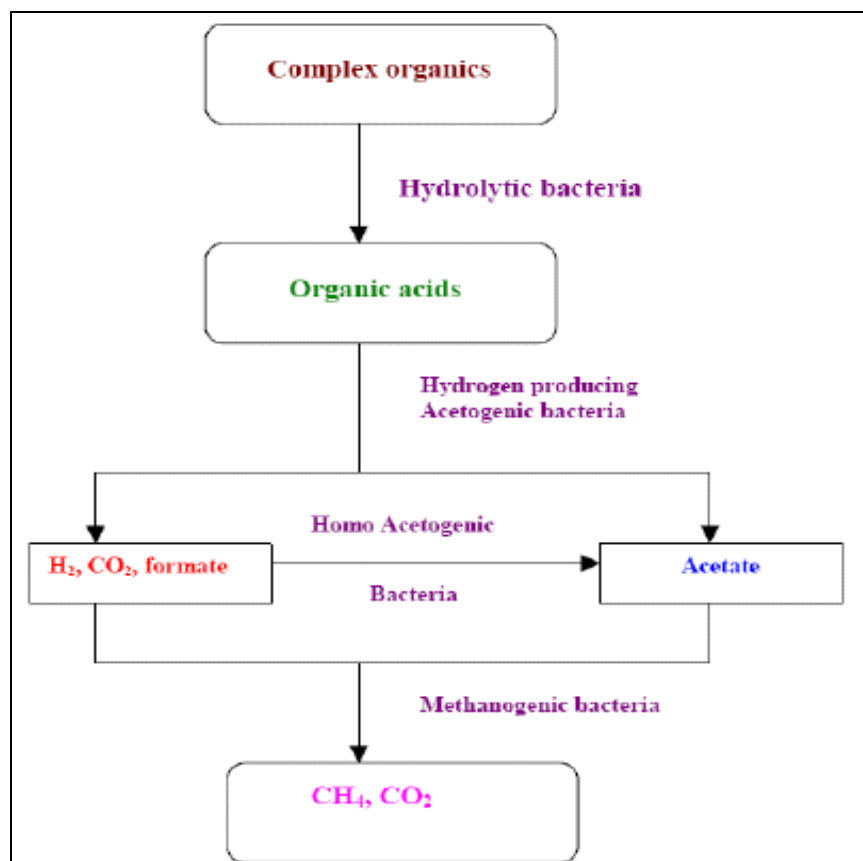 Complex organics
Hydrolytic bacteria
Organic acids
Hydrogen producing
Acetogenic bacteria
Homo Acetogenic
H₂, CO₂, formate
Acetate
Bacteria
Methanogenic bacteria
CH₄, CO₂